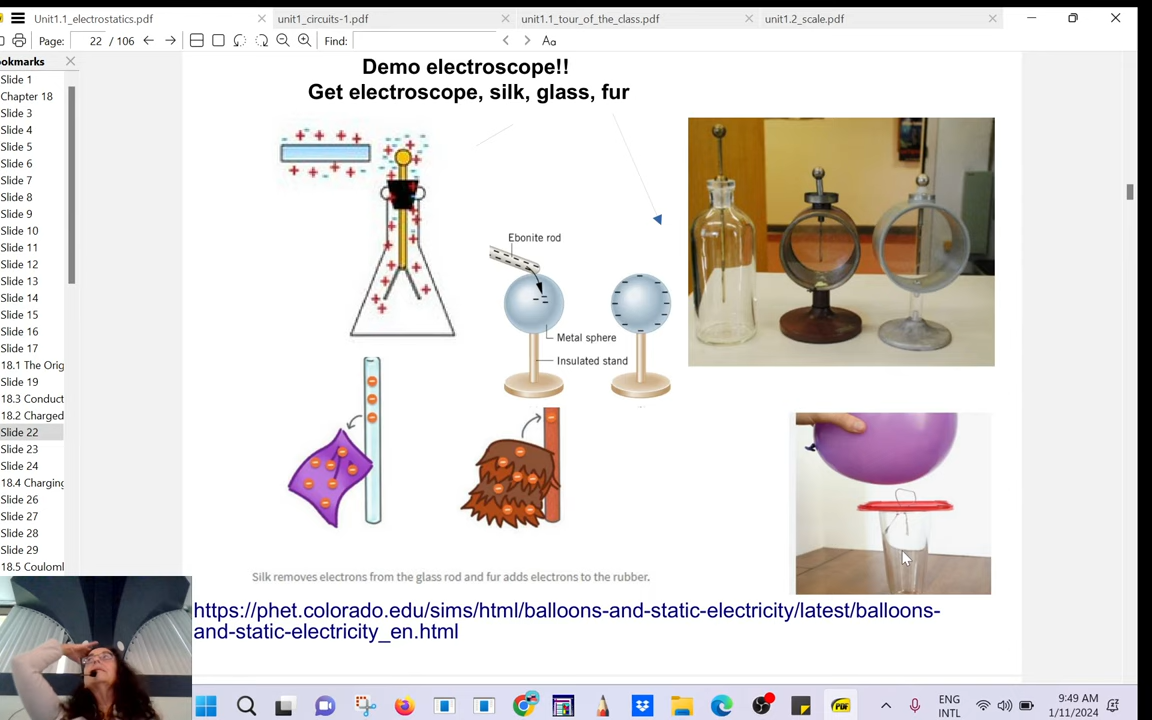 Unit1.1_electrostatics.pdf
unit1_circuits-1.pdf
unit1.1_tour_of_the_class.pdf
unit1.2_scale.pdf
Page: 22 / 106
Find:
Aa
okmarks
Slide 1
Chapter 18
Slide 3
Slide 4
Slide 5
Slide 6
Slide 7
Slide 8
Slide 9
Slide 10
Slide 11
Slide 12
Slide 13
Slide 14
Slide 15
Slide 16
Slide 17
18.1 The Orig
Slide 19
18.3 Conduct
18.2 Charged
Slide 22
Slide 23
Slide 24
18.4 Charging
Slide 26
Slide 27
Slide 28
Slide 29
18.5 Coulomb
Demo electroscope!!
Get electroscope, silk, glass, fur
Ebonite rod
Metal sphere
Insulated stand
Silk removes electrons from the glass rod and fur adds electrons to the rubber.
https://phet.colorado.edu/sims/html/balloons-and-static-electricity/latest/balloons-
and-static-electricity_en.html
PDF
ENG
INTL
9:49 AM
1/11/2024